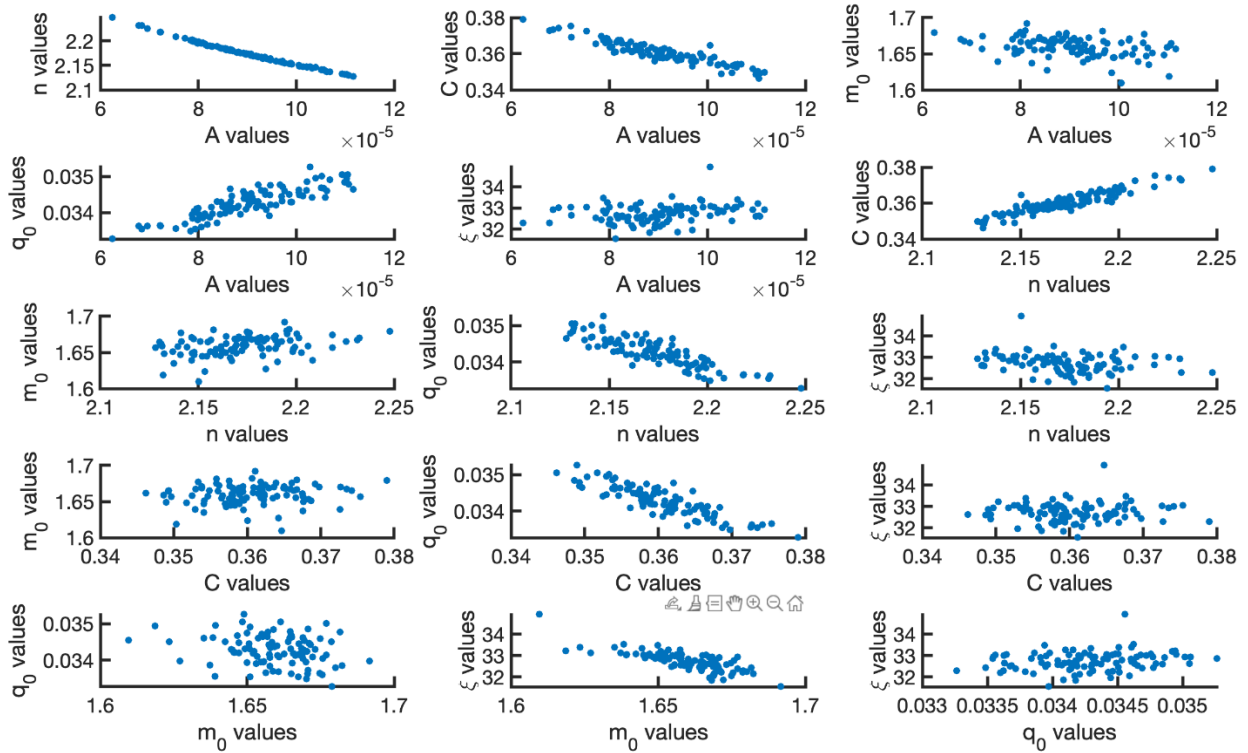 n values
2.2
2.15
2.1
6 8 10 12
A values
×10-5
C values
0.38
0.36
0.34
6 8 10 12
A values
×10-5
m0 values
1.7
1.65
1.6
6 8 10 12
A values
×10-5
q0 values
0.035
0.034
6 8 10 12
A values
×10-5
ξ values
34
33
32
6 8 10 12
A values
×10-5
C values
0.38
0.36
0.34
2.1 2.15 2.2 2.25
n values
m0 values
1.7
1.65
1.6
2.1 2.15 2.2 2.25
n values
q0 values
0.035
0.034
2.1 2.15 2.2 2.25
n values
ξ values
34
33
32
2.1 2.15 2.2 2.25
n values
m0 values
1.7
1.65
1.6
0.34 0.35 0.36 0.37 0.38
C values
q0 values
0.035
0.034
0.34 0.35 0.36 0.37 0.38
C values
ξ values
34
33
32
0.34 0.35 0.36 0.37 0.38
C values
q0 values
0.035
0.034
1.6 1.65 1.7
m0 values
ξ values
34
33
32
1.6 1.65 1.7
m0 values
ξ values
34
33
32
0.033 0.0335 0.034 0.0345 0.035
q0 values